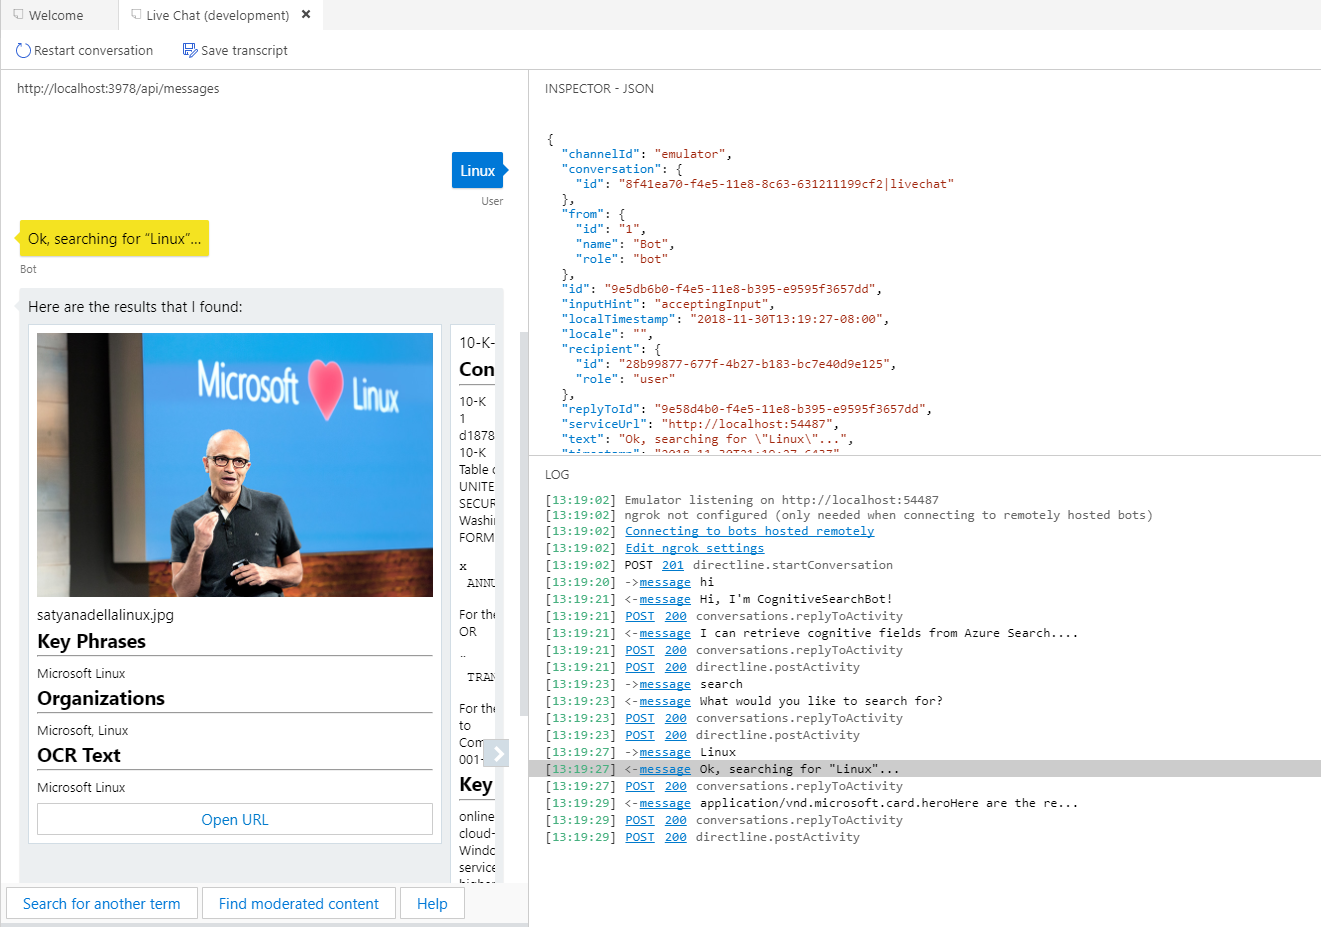 Welcome
Live Chat (development)
Restart conversation
Save transcript
http://localhost:3978/api/messages
Linux
User
Ok, searching for “Linux”...
Bot
Here are the results that I found:
Microsoft Linux
satyanadellalinux.jpg
Key Phrases
Microsoft Linux
Organizations
Microsoft, Linux
OCR Text
Microsoft Linux
Open URL
10-K-
Con
10-K
1
d1878
10-K
Table
UNITE
SECUR
Washi
FORM
x
ANNU
For the
OR
..
TRAN
For the
to
Com
001-
Key
online
cloud-
Windo
service
Search for another term
Find moderated content
Help
INSPECTOR - JSON
{
"channelId": "emulator",
"conversation": {
"id": "8f41ea70-f4e5-11e8-8c63-631211199cf2|livechat"
},
"from": {
"id": "1",
"name": "Bot",
"role": "bot"
},
"id": "9e5db6b0-f4e5-11e8-b395-e9595f3657dd",
"inputHint": "acceptingInput",
"localTimestamp": "2018-11-30T13:19:27-08:00",
"locale": "",
"recipient": {
"id": "28b99877-677f-4b27-b183-bc7e40d9e125",
"role": "user"
},
"replyToId": "9e58d4b0-f4e5-11e8-b395-e9595f3657dd",
"serviceUrl": "http://localhost:54487",
"text": "Ok, searching for \"Linux\"...",
LOG
[13:19:02] Emulator listening on http://localhost:54487
[13:19:02] ngrok not configured (only needed when connecting to remotely hosted bots)
[13:19:02] Connecting to bots hosted remotely
[13:19:02] Edit ngrok settings
[13:19:02] POST 201 directline.startConversation
[13:19:20] ->message hi
[13:19:21] <-message Hi, I'm CognitiveSearchBot!
[13:19:21] POST 200 conversations.replyToActivity
[13:19:21] <-message I can retrieve cognitive fields from Azure Search....
[13:19:21] POST 200 conversations.replyToActivity
[13:19:21] POST 200 directline.postActivity
[13:19:23] ->message search
[13:19:23] <-message What would you like to search for?
[13:19:23] POST 200 conversations.replyToActivity
[13:19:23] POST 200 directline.postActivity
[13:19:27] ->message Linux
[13:19:27] <-message Ok, searching for "Linux"...
[13:19:27] POST 200 conversations.replyToActivity
[13:19:29] <-message application/vnd.microsoft.card.heroHere are the re...
[13:19:29] POST 200 conversations.replyToActivity
[13:19:29] POST 200 directline.postActivity